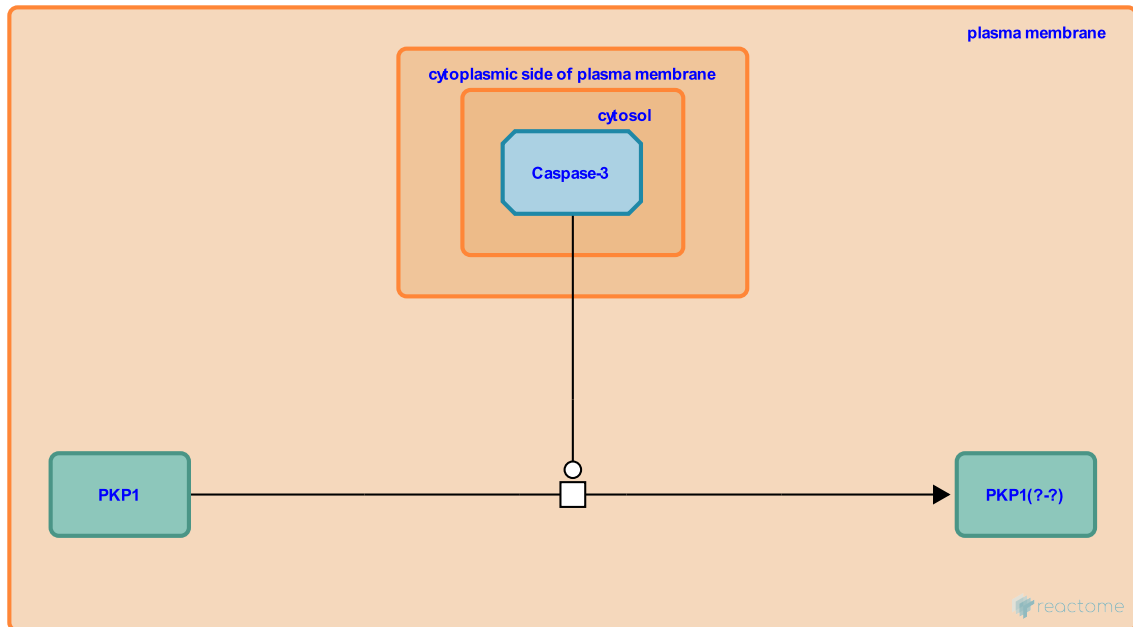 plasma membrane
cytoplasmic side of plasma membrane
cytosol
Caspase-3
PKP1
PKP1(?-?)
reactome